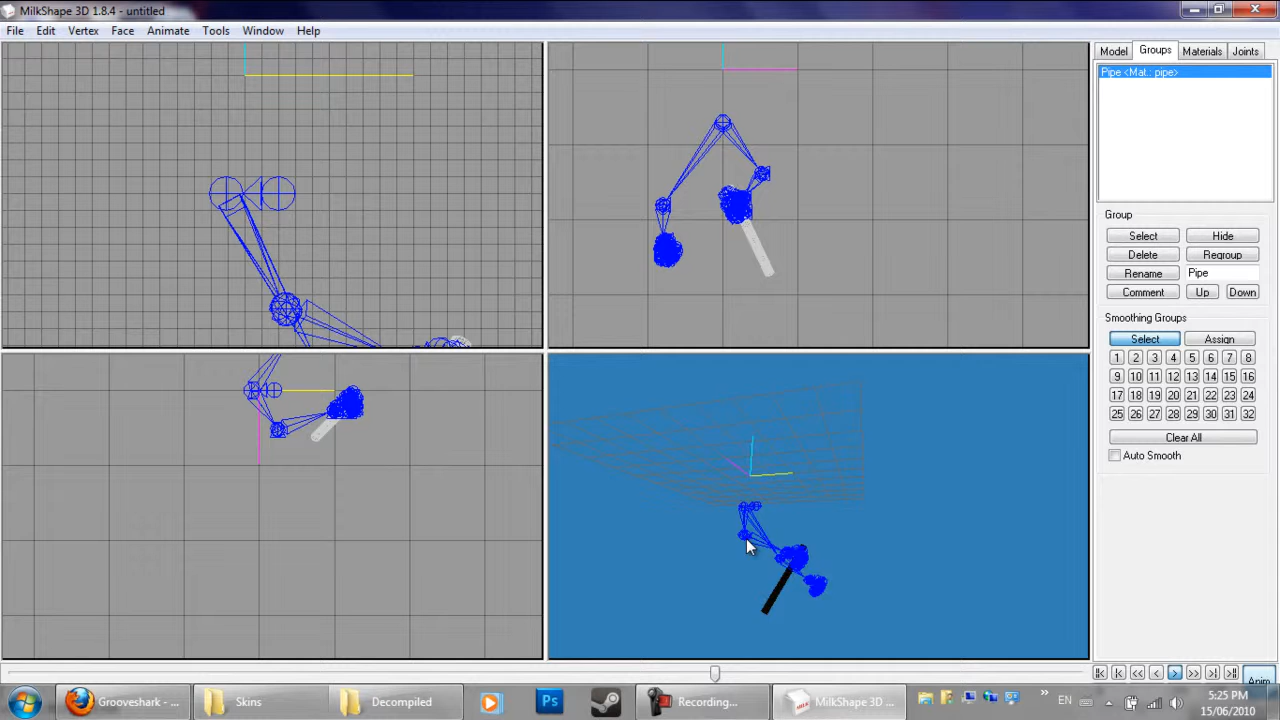 MilkShape 3D 1.8.4 - untitled
File Edit Vertex Face Animate Tools Window Help
Model Groups Materials Joints
Pipe <Mat.: pipe>
Group
Select Hide
Delete Regroup
Rename Pipe
Comment Up Down
Smoothing Groups
Select Assign
1 2 3 4 5 6 7 8
9 10 11 12 13 14 15 16
17 18 19 20 21 22 23 24
25 26 27 28 29 30 31 32
Clear All
Auto Smooth
Anim
Grooveshark - ... Skins Decompiled Ps Recording... MilkShape 3D ... EN
5:25 PM
15/06/2010